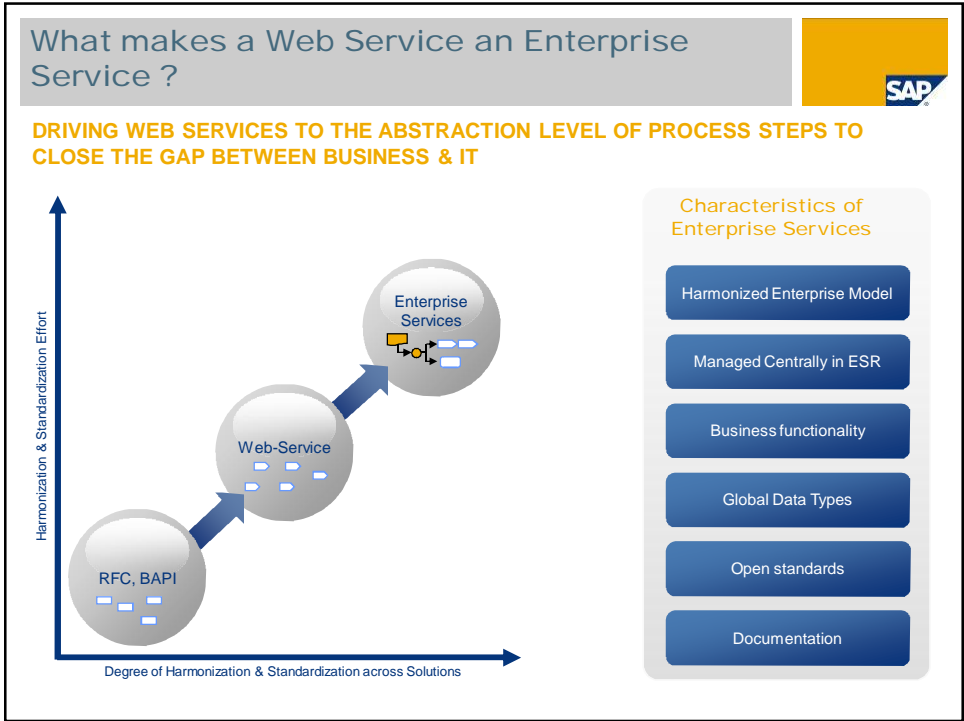 What makes a Web Service an Enterprise
Service ?
SAP
DRIVING WEB SERVICES TO THE ABSTRACTION LEVEL OF PROCESS STEPS TO
CLOSE THE GAP BETWEEN BUSINESS & IT
Harmonization & Standardization Effort
Enterprise
Services
Web-Service
RFC, BAPI
Degree of Harmonization & Standardization across Solutions
Characteristics of
Enterprise Services
Harmonized Enterprise Model
Managed Centrally in ESR
Business functionality
Global Data Types
Open standards
Documentation